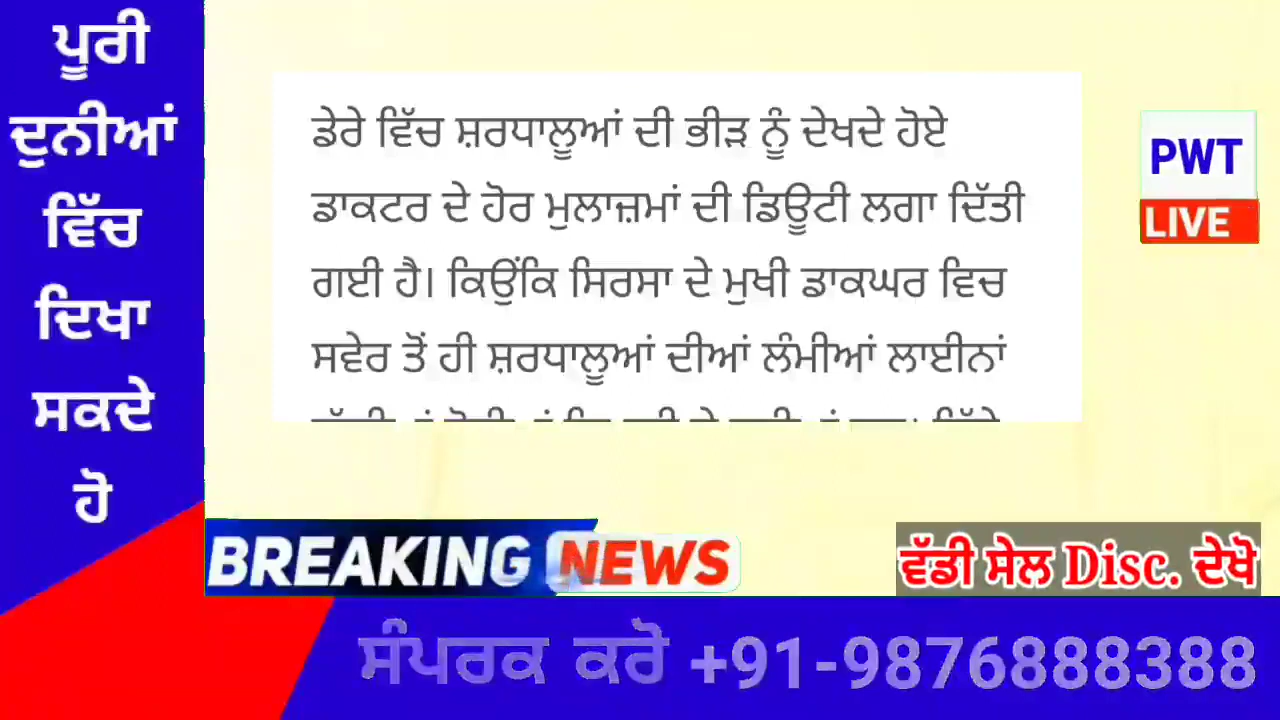 ਪੂਰੀ
ਦੁਨੀਆਂ
ਵਿੱਚ
ਦਿਖਾ
ਸਕਦੇ
ਹੋ
ਡੇਰੇ ਵਿੱਚ ਸ਼ਰਧਾਲੂਆਂ ਦੀ ਭੀੜ ਨੂੰ ਦੇਖਦੇ ਹੋਏ
ਡਾਕਟਰ ਦੇ ਹੋਰ ਮੁਲਾਜ਼ਮਾਂ ਦੀ ਡਿਊਟੀ ਲਗਾ ਦਿੱਤੀ
ਗਈ ਹੈ। ਕਿਉਂਕਿ ਸਿਰਸਾ ਦੇ ਮੁਖੀ ਡਾਕਘਰ ਵਿਚ
ਸਵੇਰ ਤੋਂ ਹੀ ਸ਼ਰਧਾਲੂਆਂ ਦੀਆਂ ਲੰਮੀਆਂ ਲਾਈਨਾਂ
PWT
LIVE
BREAKING NEWS
ਵੱਡੀ ਸੇਲ Disc. ਦੇਖੋ
ਸੰਪਰਕ ਕਰੋ +91-9876888388